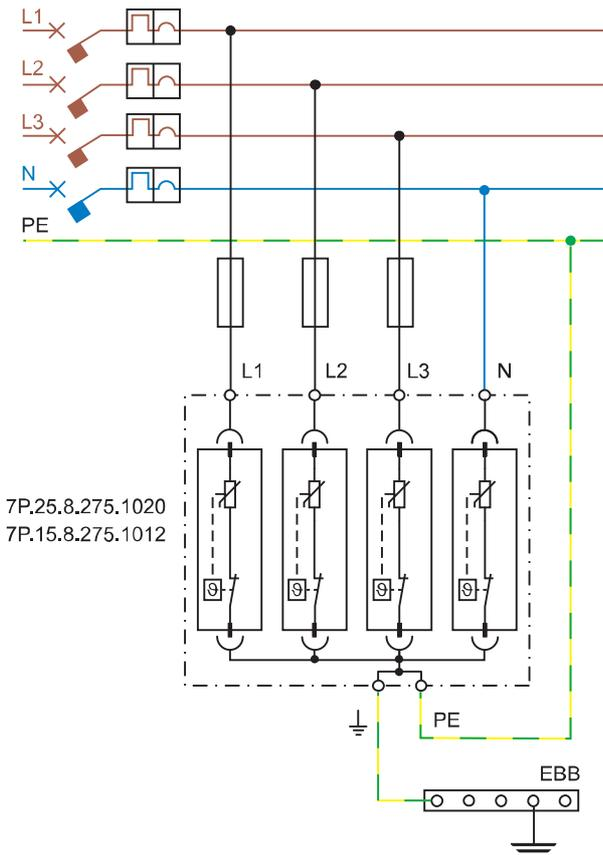 L1
L2
L3
N
PE
L1 L2 L3 N
7P.25.8.275.1020
7P.15.8.275.1012
ϑ ϑ ϑ ϑ
PE
EBB